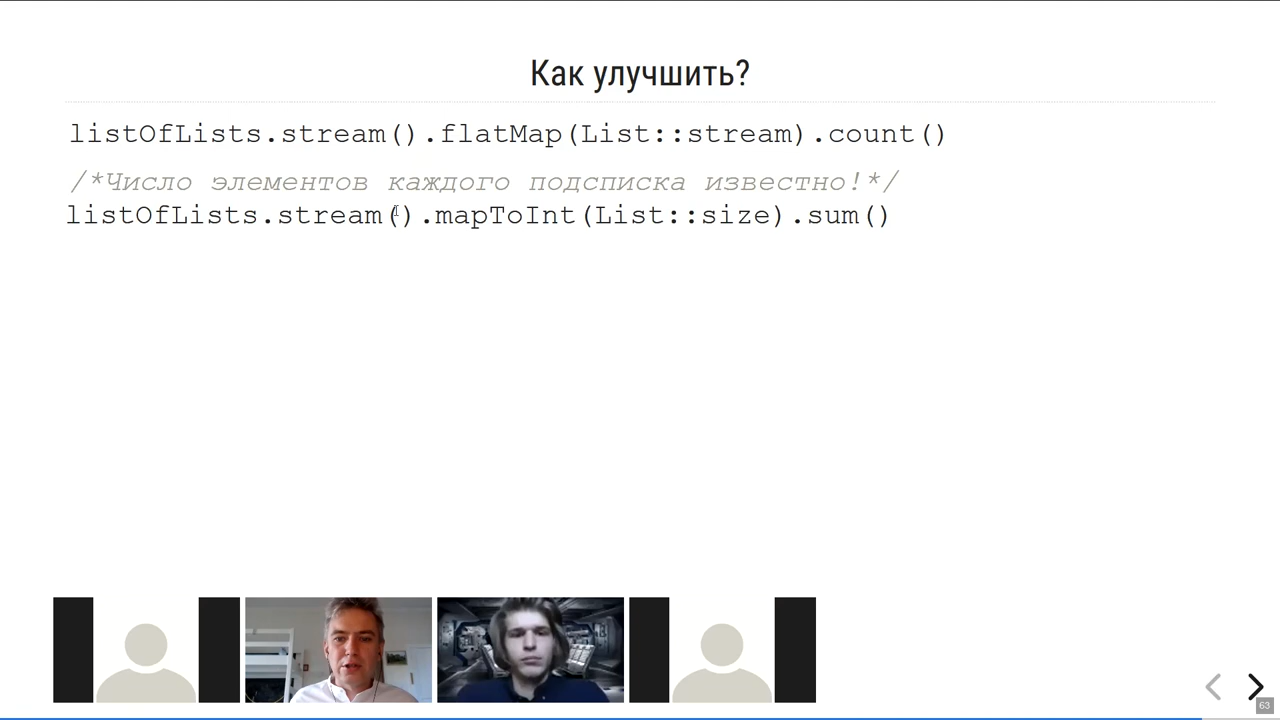 Как улучшить?
listOfLists.stream().flatMap(List::stream).count()
/*Число элементов каждого подсписка известно!*/
listOfLists.stream().mapToInt(List::size).sum()
63